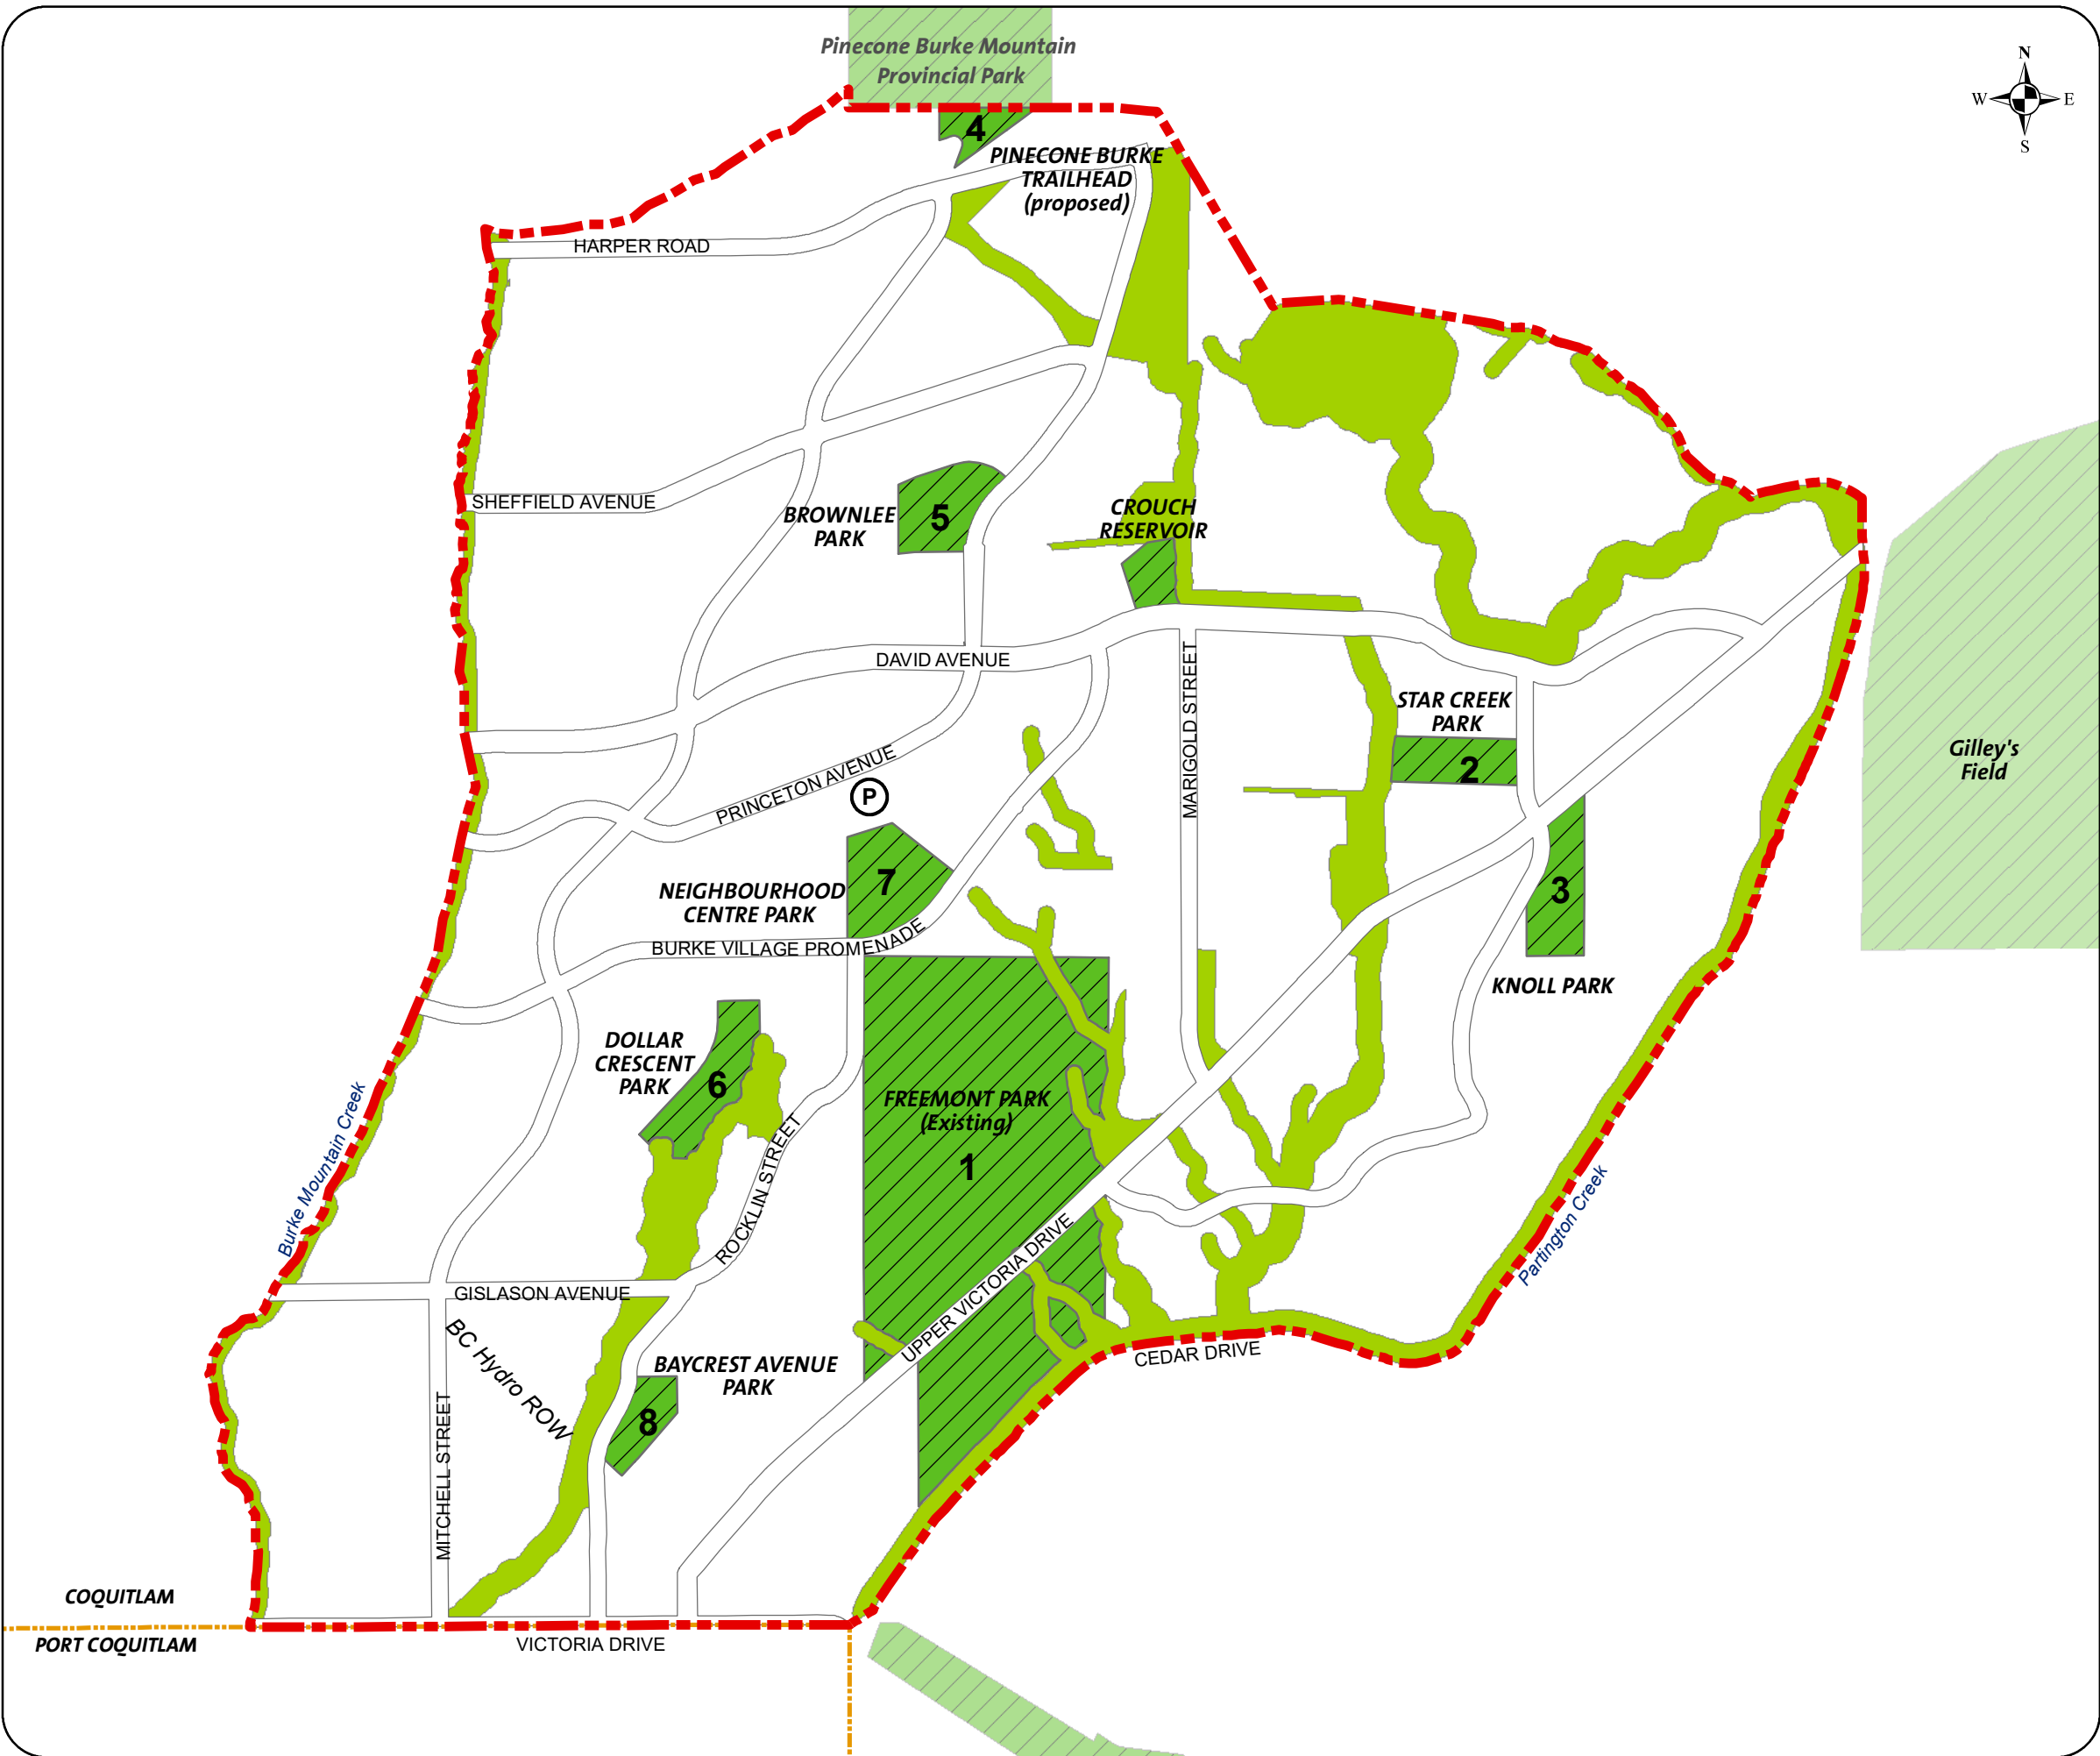 Pinecone Burke Mountain
Provincial Park
N
W
E
S
4
PINECONE BURKE
TRAILHEAD
(proposed)
HARPER ROAD
SHEFFIELD AVENUE
BROWNLEE
PARK
5
CROUCH
RESERVOIR
DAVID AVENUE
MARIGOLD STREET
STAR CREEK
PARK
2
Gilley's
Field
PRINCETON AVENUE
P
7
NEIGHBOURHOOD
CENTRE PARK
3
BURKE VILLAGE PROMENADE
KNOLL PARK
DOLLAR
CRESCENT
PARK
6
FREEMONT PARK
(Existing)
1
Burke Mountain Creek
ROCKLIN STREET
Partington Creek
UPPER VICTORIA DRIVE
GISLASON AVENUE
BC Hydro ROW
CEDAR DRIVE
BAYCREST AVENUE
PARK
8
MITCHELL STREET
COQUITLAM
PORT COQUITLAM
VICTORIA DRIVE